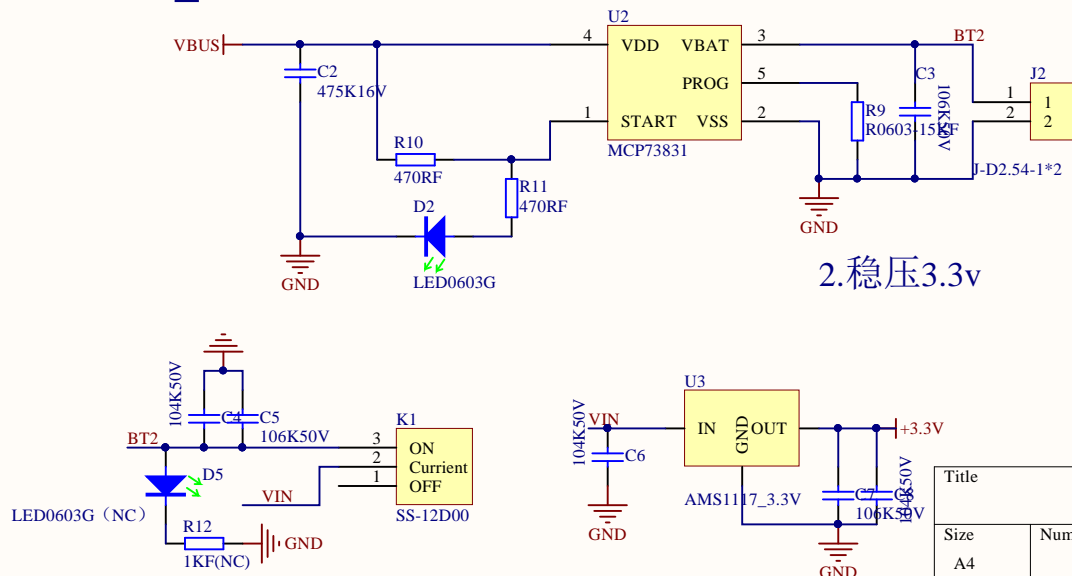 U2
VBUS
4
VDD
VBAT
3
BT2
C2
475K16V
PROG
5
C3
106K50V
J2
1
1
2
2
1
START
VSS
2
R9
R0603-15KF
MCP73831
R10
470RF
R11
470RF
J-D2.54-1*2
D2
GND
GND
LED0603G
2.稳压3.3v
104K50V
C4
C5
106K50V
BT2
K1
3
ON
2
Currient
1
OFF
SS-12D00
D5
VIN
LED0603G（NC）
R12
1KF(NC)
GND
U3
104K50V
VIN
C6
IN
GND
OUT
+3.3V
AMS1117_3.3V
C7
106K50V
104K50V
GND
GND
Title
Size
A4